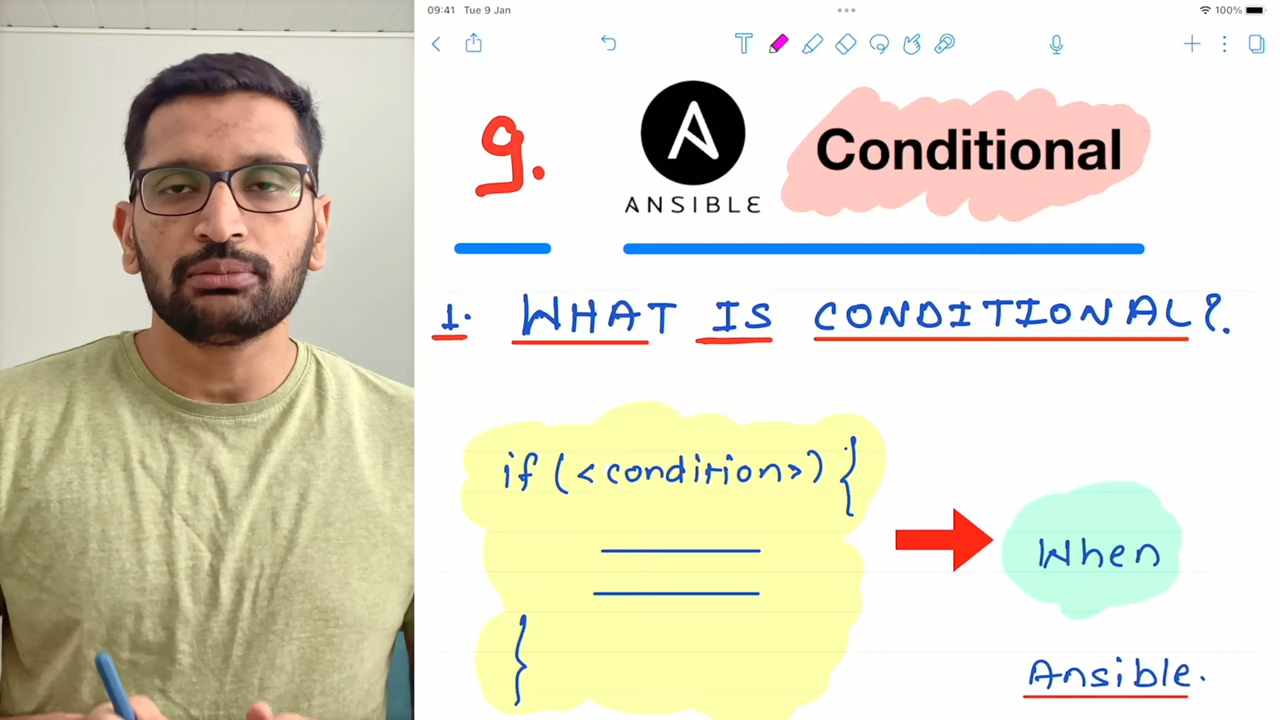 09:41 Tue 9 Jan
100%
9.
Conditional
ANSIBLE
1. WHAT IS CONDITIONAL?.
if (<condition>) {
When
}
Ansible.